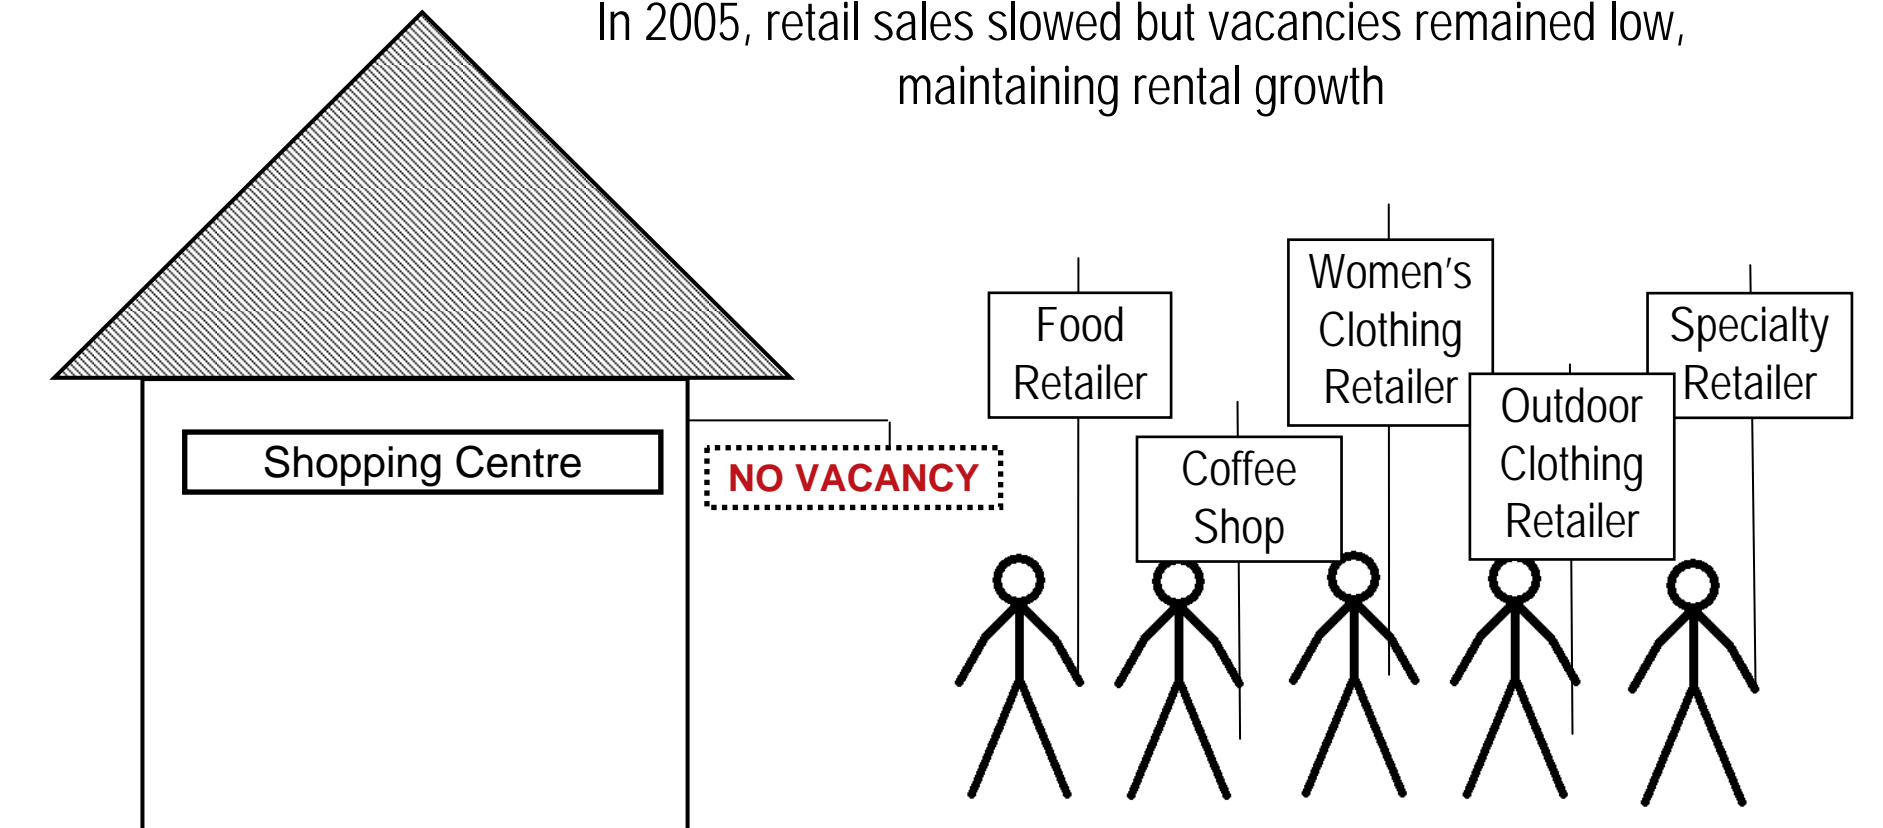 In 2005, retail sales slowed but vacancies remained low,
maintaining rental growth
Shopping Centre
NO VACANCY
Food
Retailer
Coffee
Shop
Women's
Clothing
Retailer
Outdoor
Clothing
Retailer
Specialty
Retailer